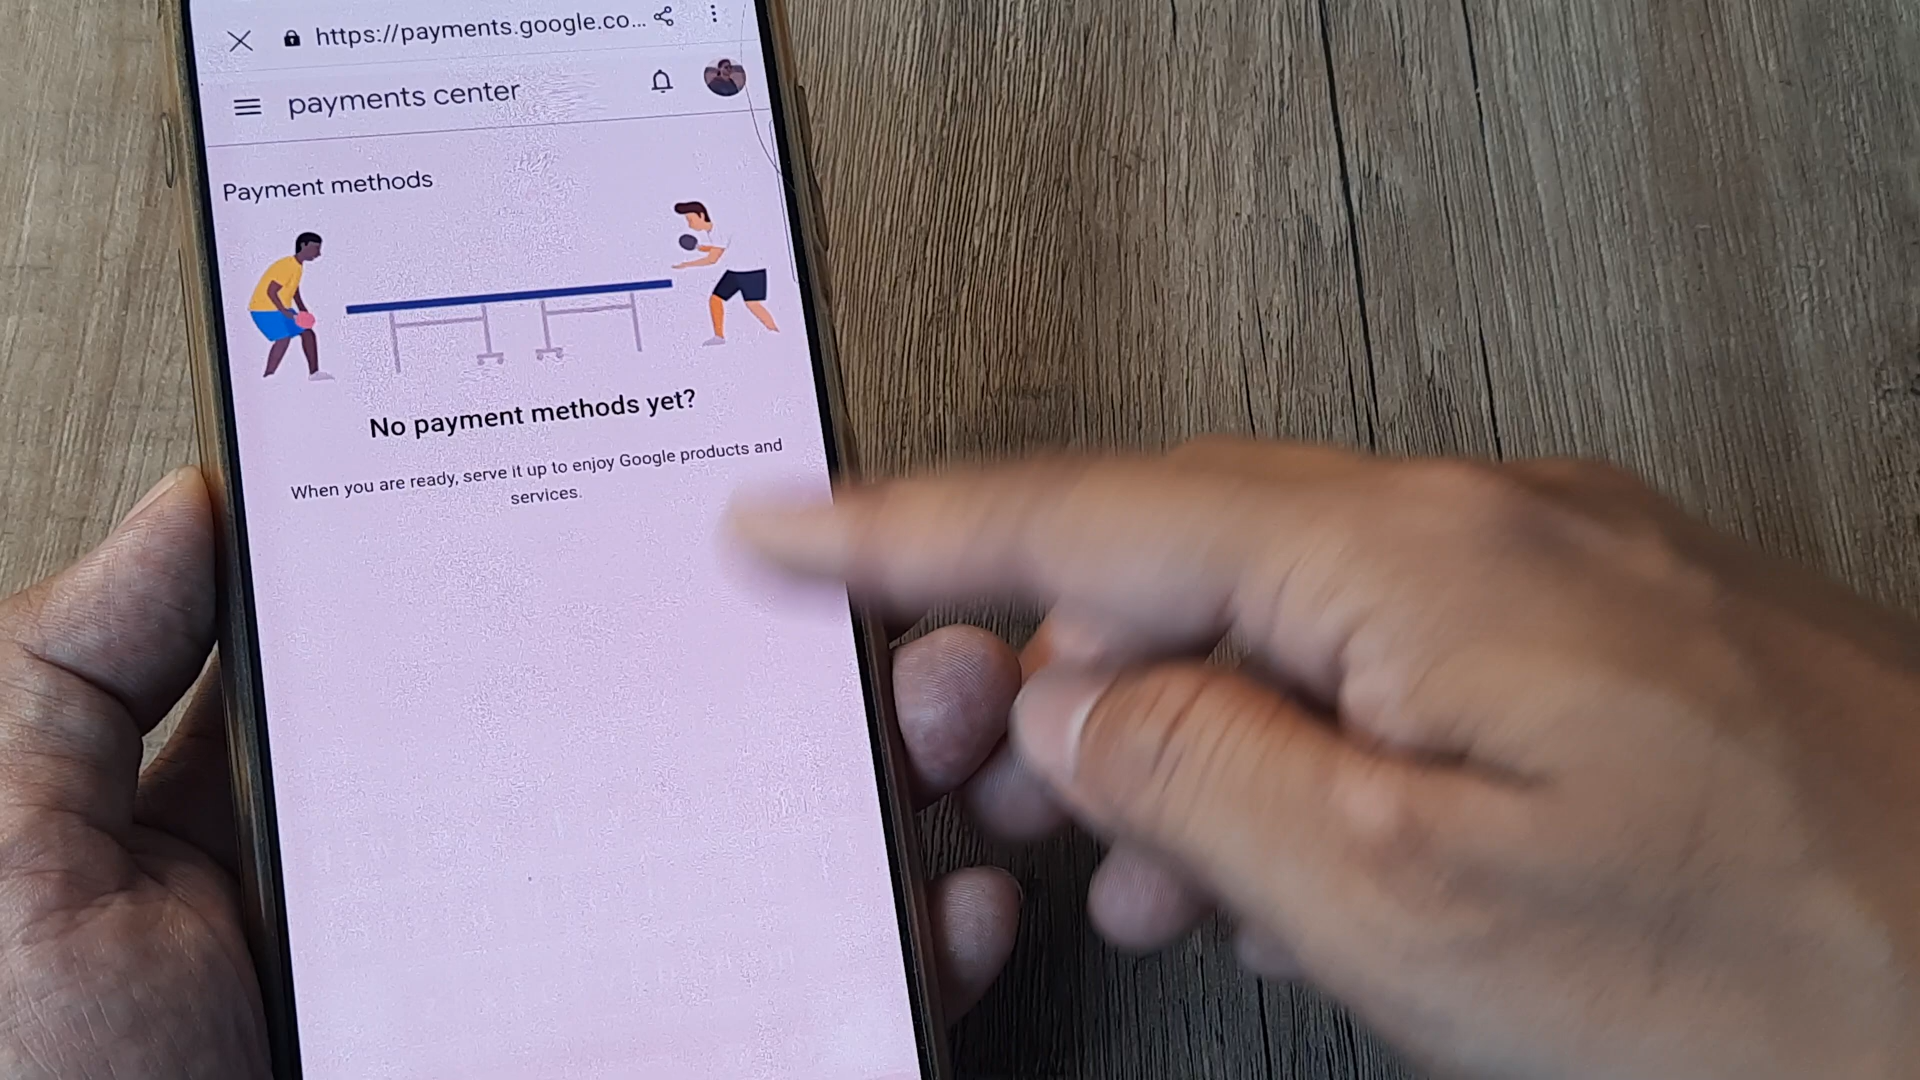 https://payments.google.co...
payments center
Payment methods
No payment methods yet?
When you are ready, serve it up to enjoy Google products and
services.